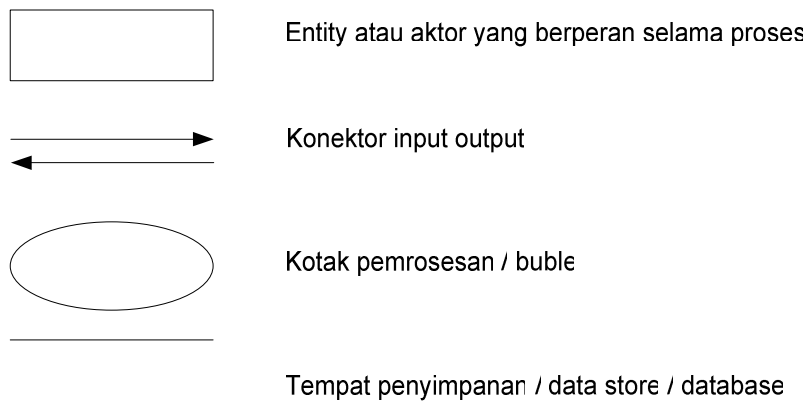 Entity atau aktor yang berperan selama proses
Konektor input output
Kotak pemrosesan / buble
Tempat penyimpanan / data store / database